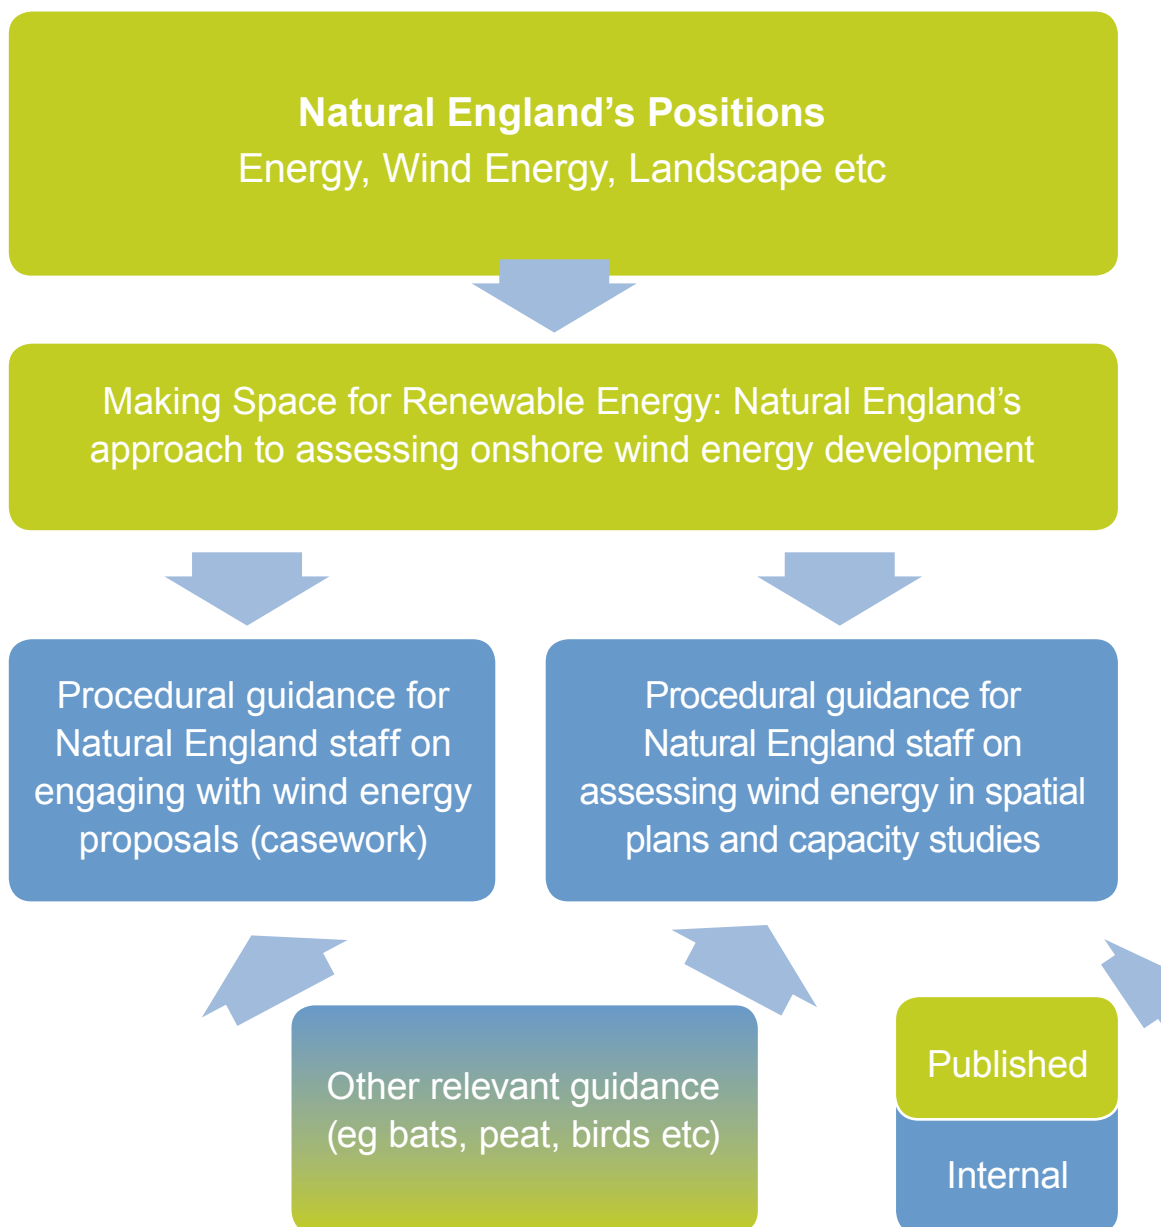 Natural England’s Positions
Energy, Wind Energy, Landscape etc
Making Space for Renewable Energy: Natural England’s
approach to assessing onshore wind energy development
Procedural guidance for
Natural England staff on
engaging with wind energy
proposals (casework)
Procedural guidance for
Natural England staff on
assessing wind energy in spatial
plans and capacity studies
Other relevant guidance
(eg bats, peat, birds etc)
Published
Internal